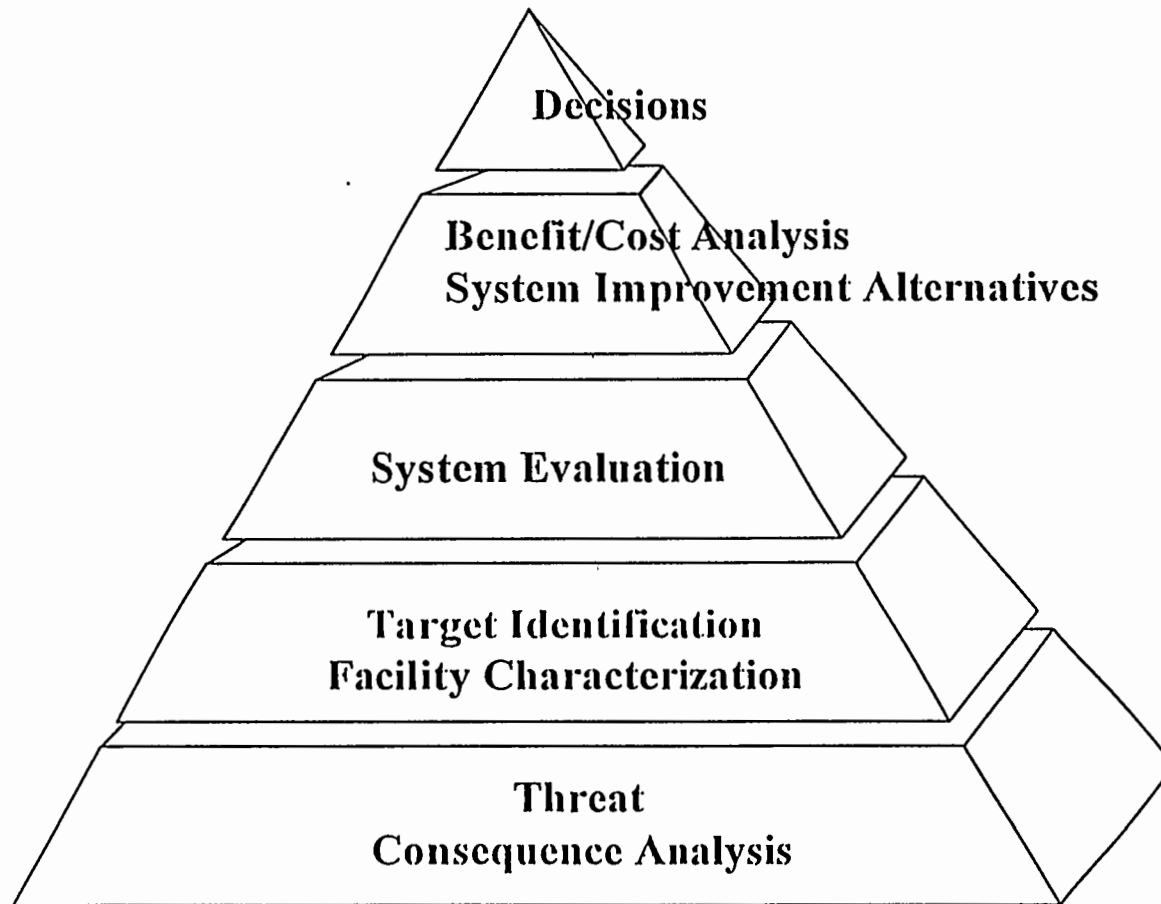 Decisions
Benefit/Cost Analysis
System Improvement Alternatives
System Evaluation
Target Identification
Facility Characterization
Threat
Consequence Analysis